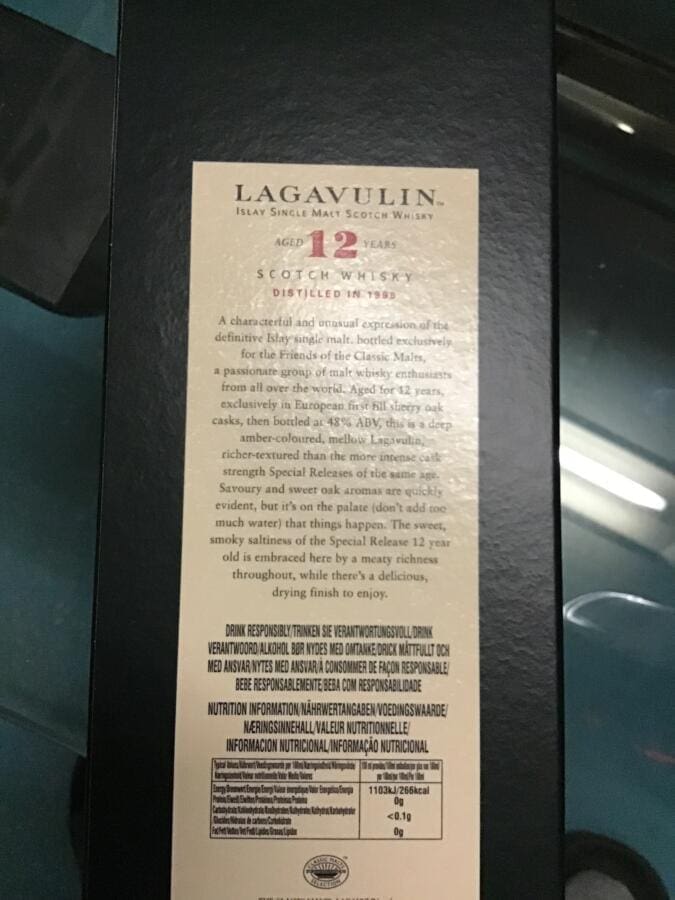 LAGAVULIN™
ISLAY SINGLE MALT SCOTCH WHISKY
AGED 12 YEARS
SCOTCH WHISKY
DISTILLED IN 1995
A characterful and unusual expression of the
definitive Islay single malt. bottled exclusively
for the Friends of the Classic Malts,
a passionate group of malt whisky enthusiasts
from all over the world. Aged for 12 years,
exclusively in European first fill sherry oak
casks, then bottled at 48% ABV, this is a deep
amber-coloured, mellow Lagavulin,
richer-textured than the more intense cask
strength Special Releases of the same age.
Savoury and sweet oak aromas are quickly
evident, but it's on the palate (don't add too
much water) that things happen. The sweet,
smoky saltiness of the Special Release 12 year
old is embraced here by a meaty richness
throughout, while there's a delicious,
drying finish to enjoy.
DRINK RESPONSIBLY/TRINKEN SIE VERANTWORTUNGSVOLL/DRINK
VERANTWOORD/ALKOHOL BØR NYDES MED OMTANKE/DRICK MÅTTFULLT OCH
MED ANSVAR/NYTES MED ANSVAR/À CONSOMMER DE FAÇON RESPONSABLE/
BEBE RESPONSABLEMENTE/BEBA COM RESPONSABILIDADE
NUTRITION INFORMATION/NÄHRWERTANGABEN/VOEDINGSWAARDE/
NÆRINGSINNEHALL/VALEUR NUTRITIONNELLE/
INFORMACION NUTRICIONAL/INFORMAÇÃO NUTRICIONAL
1103kJ/266kcal
0g
<0.1g
0g
CLASSIC MALTS
SELECTION